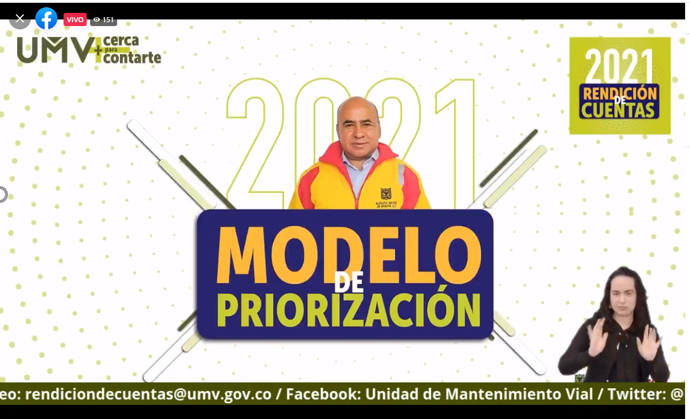 VIVO 151
UMV+ cerca
para
contarte
2021
RENDICIÓN
DE
CUENTAS
2021
MODELO
DE
PRIORIZACIÓN
eo: rendiciondecuentas@umv.gov.co / Facebook: Unidad de Mantenimiento Vial / Twitter: @